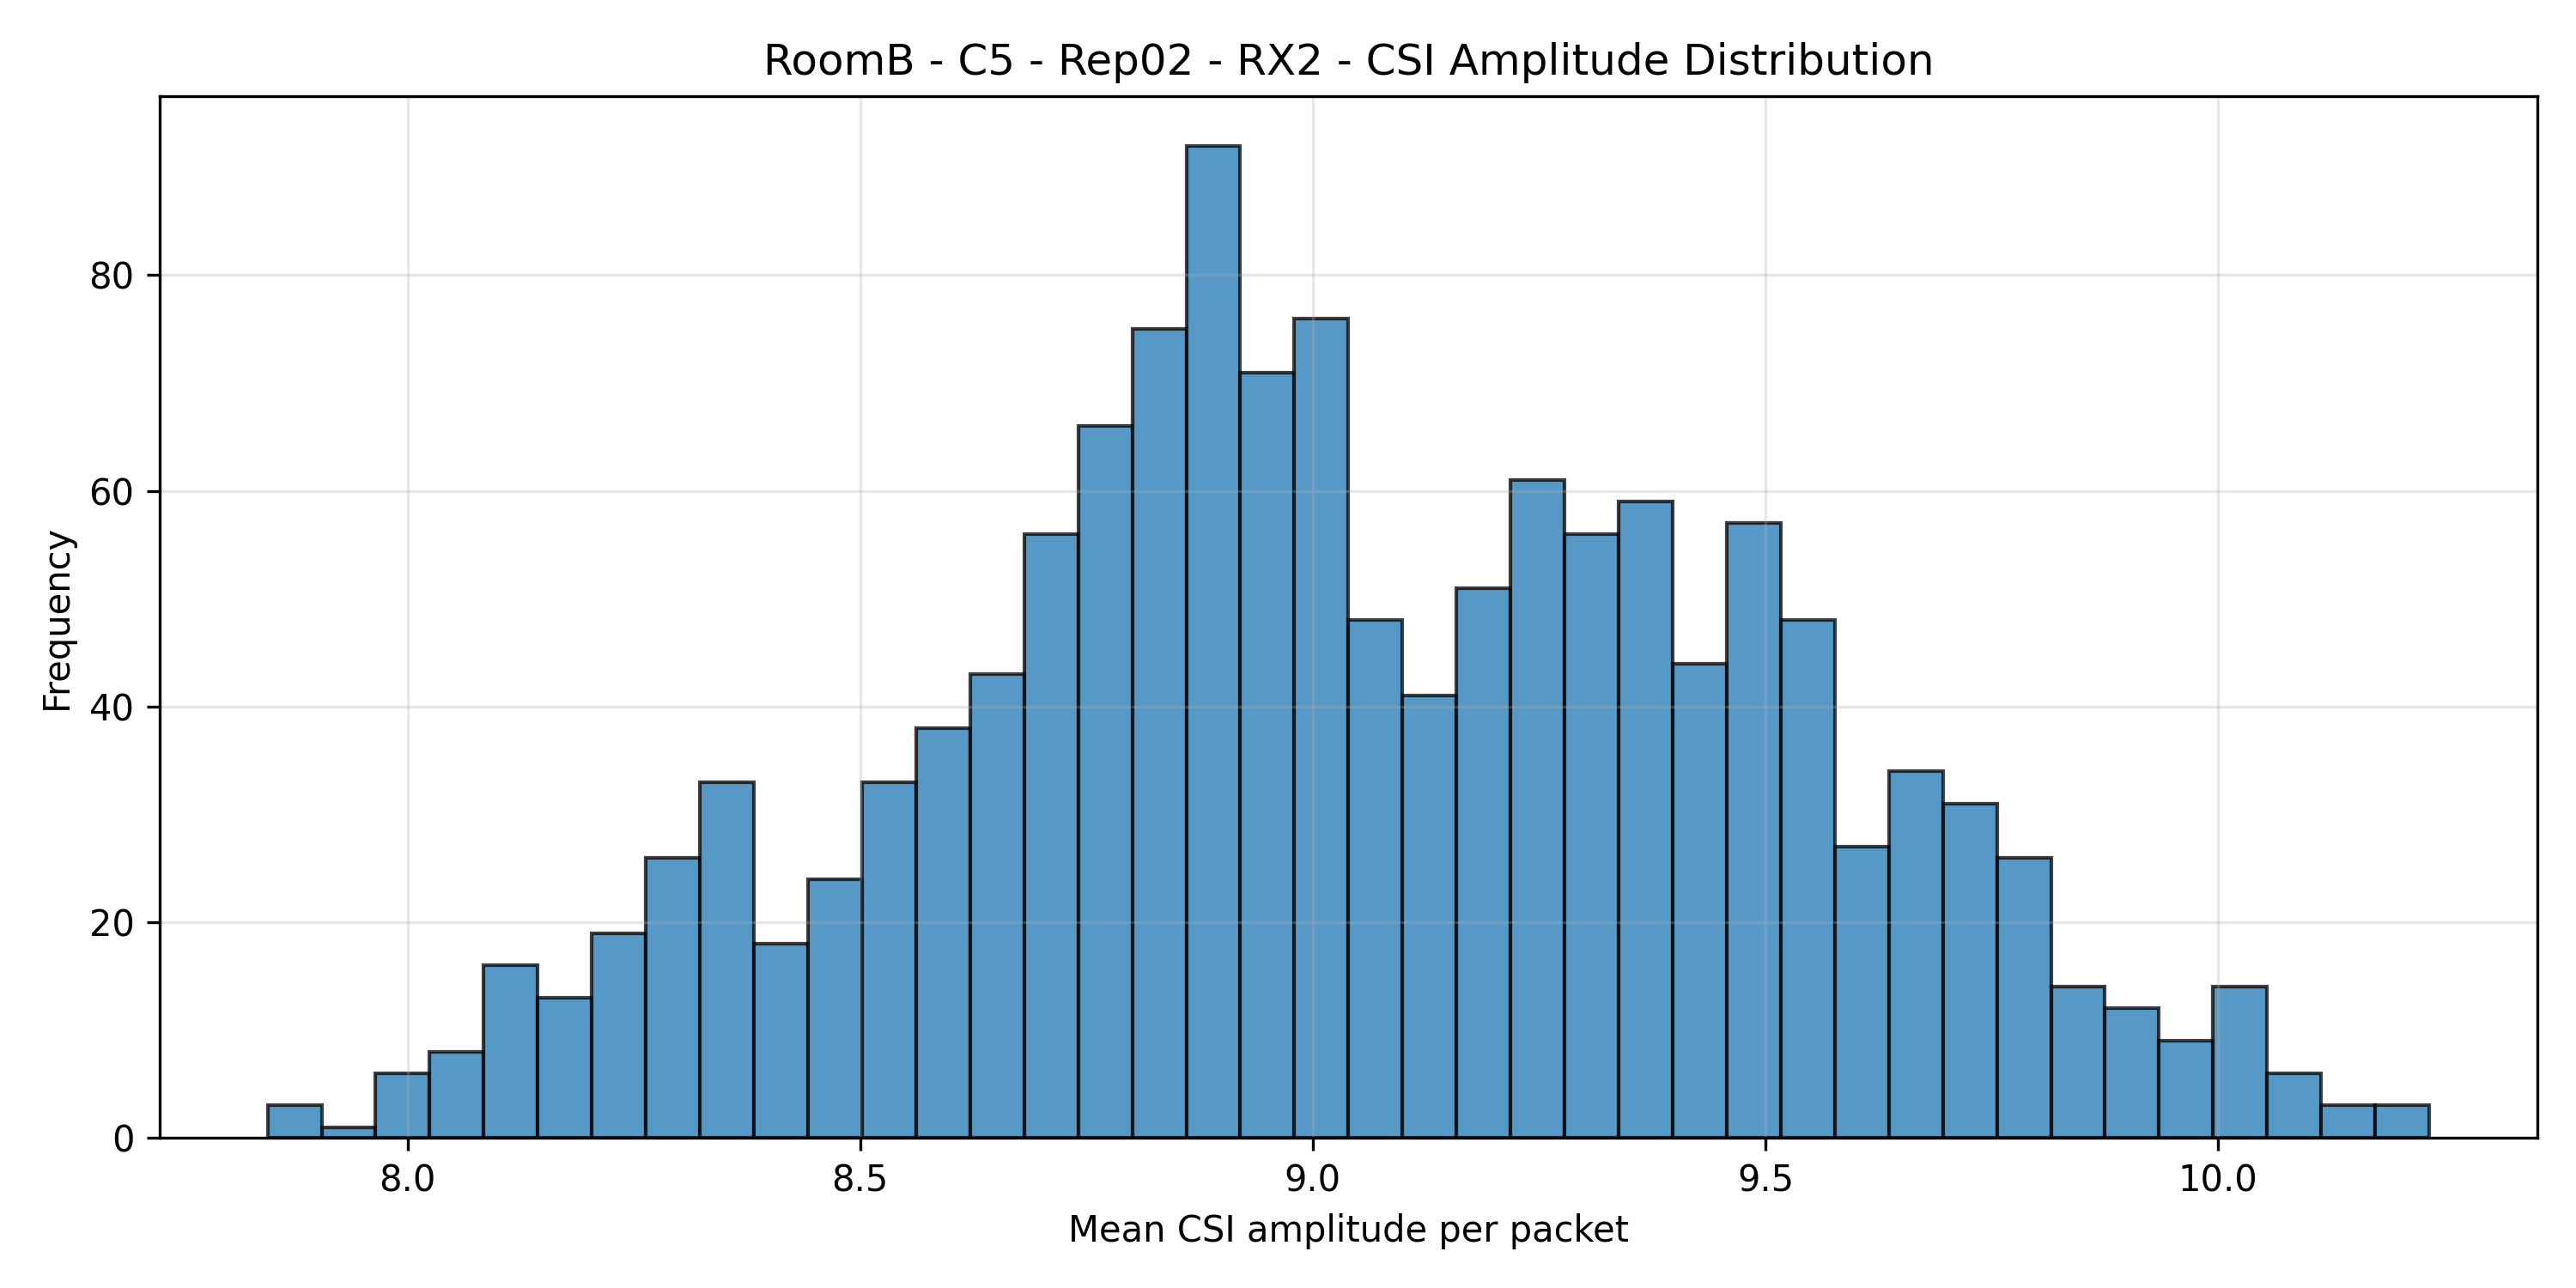 RoomB - C5 - Rep02 - RX2 - CSI Amplitude Distribution
Frequency
80
60
40
20
0
8.0 8.5 9.0 9.5 10.0
Mean CSI amplitude per packet